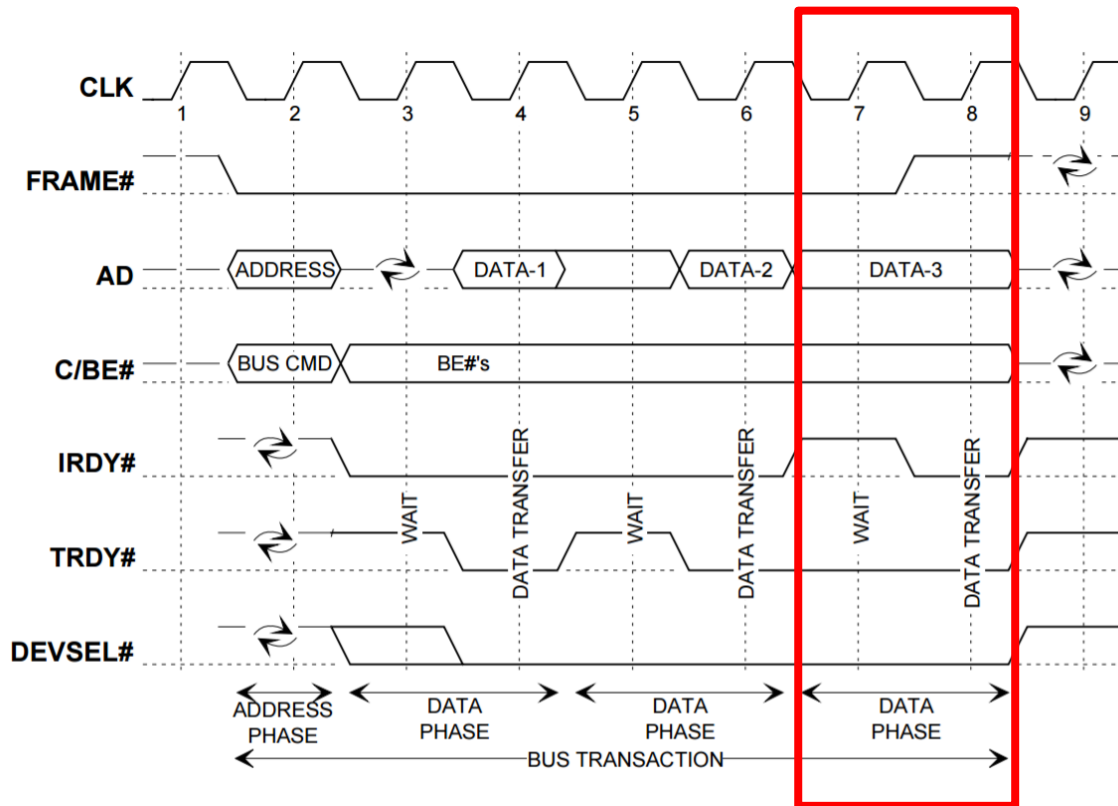 CLK
1 2 3 4 5 6 7 8 9
FRAME#
AD
ADDRESS DATA-1 DATA-2 DATA-3
C/BE#
BUS CMD BE#'s
IRDY#
TRDY#
WAIT
DATA TRANSFER
WAIT
DATA TRANSFER
WAIT
DATA TRANSFER
DEVSEL#
ADDRESS
PHASE
DATA
PHASE
DATA
PHASE
DATA
PHASE
BUS TRANSACTION